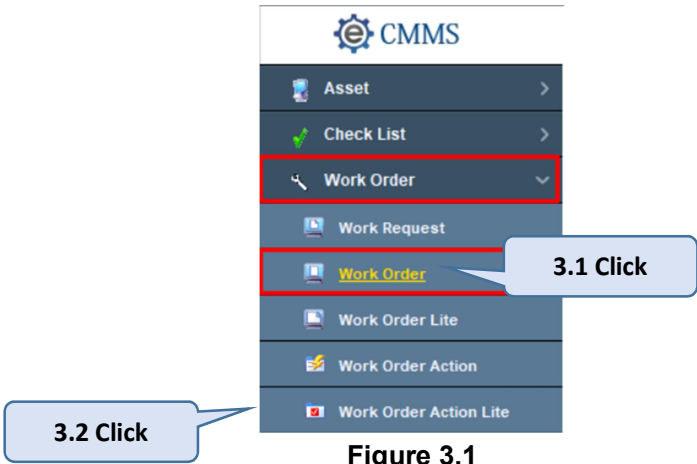 e CMMS
Asset
Check List
Work Order
Work Request
Work Order
3.1 Click
Work Order Lite
Work Order Action
Work Order Action Lite
3.2 Click
Figure 3.1